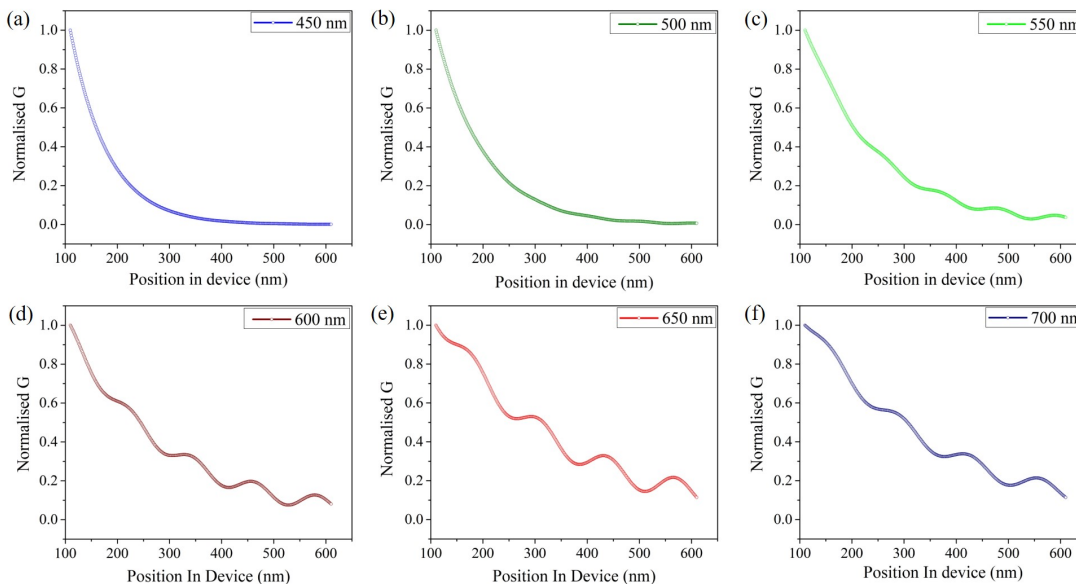 (a)
450 nm
Normalised G
1.0
0.8
0.6
0.4
0.2
0.0
100 200 300 400 500 600
Position in device (nm)
(b)
500 nm
Normalised G
1.0
0.8
0.6
0.4
0.2
0.0
100 200 300 400 500 600
Position in device (nm)
(c)
550 nm
Normalised G
1.0
0.8
0.6
0.4
0.2
0.0
100 200 300 400 500 600
Position in device (nm)
(d)
600 nm
Normalised G
1.0
0.8
0.6
0.4
0.2
0.0
100 200 300 400 500 600
Position In Device (nm)
(e)
650 nm
Normalised G
1.0
0.8
0.6
0.4
0.2
0.0
100 200 300 400 500 600
Position In Device (nm)
(f)
700 nm
Normalised G
1.0
0.8
0.6
0.4
0.2
0.0
100 200 300 400 500 600
Position In Device (nm)